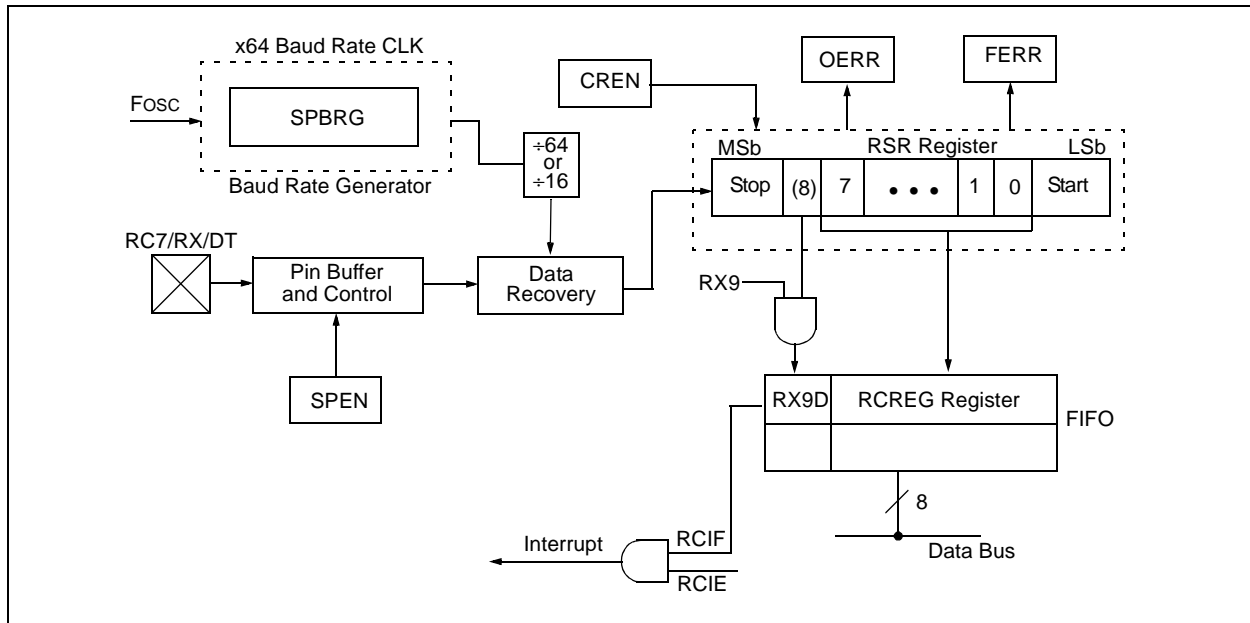 x64 Baud Rate CLK
FOSC
SPBRG
Baud Rate Generator
÷64
or
÷16
CREN
OERR
FERR
MSb
RSR Register
LSb
Stop
(8)
7
• • •
1
0
Start
RC7/RX/DT
Pin Buffer
and Control
Data
Recovery
SPEN
RX9
RX9D
RCREG Register
FIFO
8
Data Bus
Interrupt
RCIF
RCIE